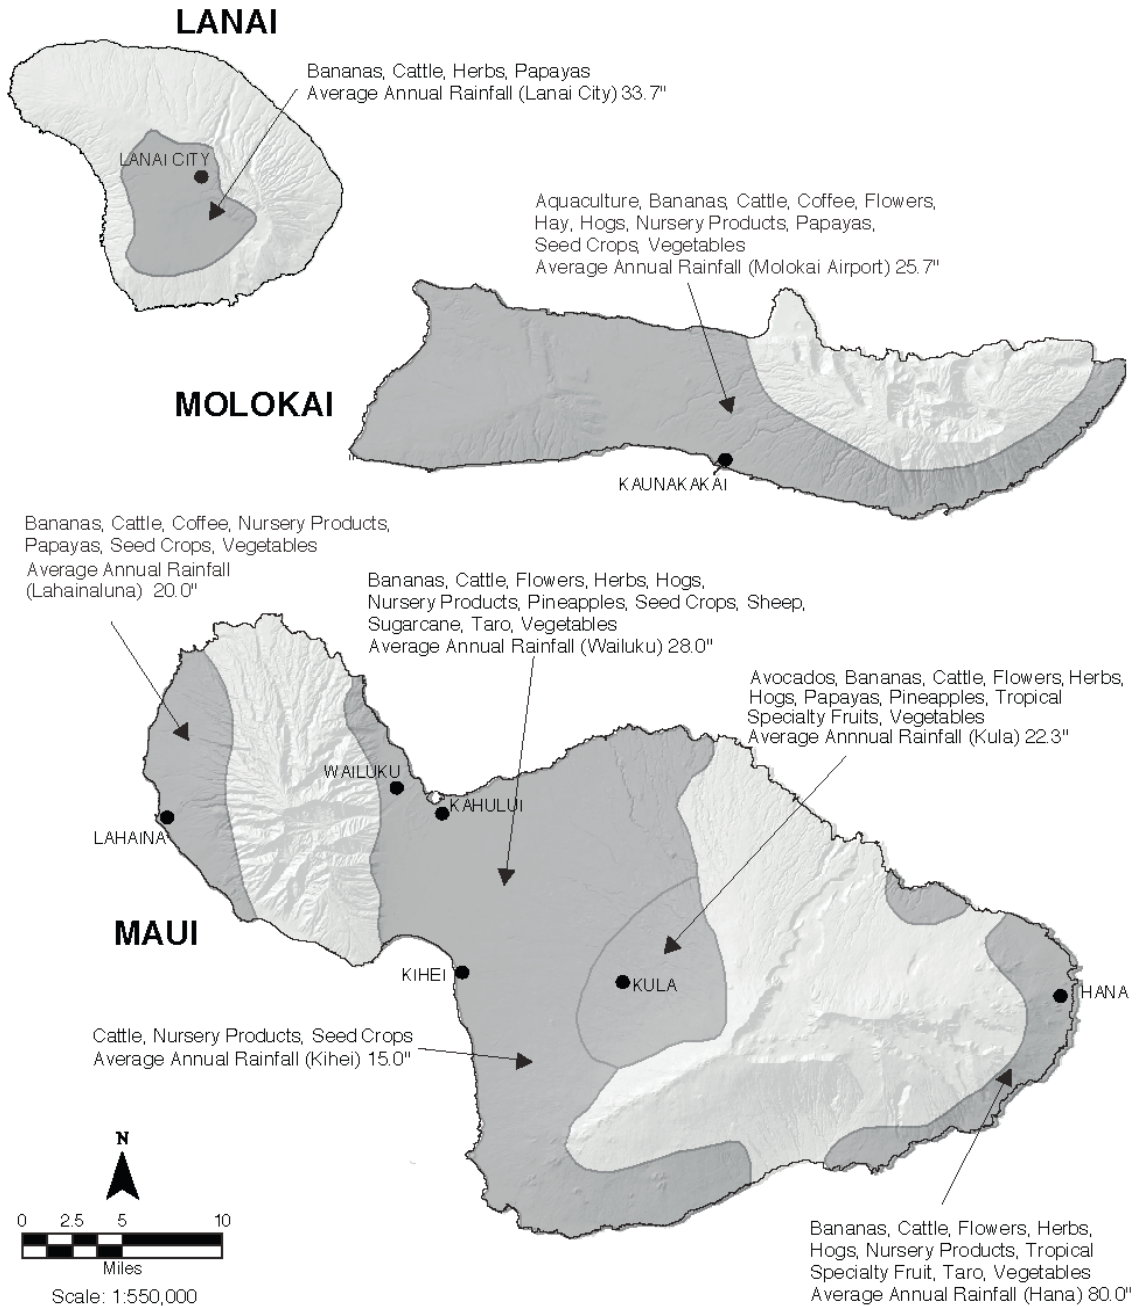 LANAI
Bananas, Cattle, Herbs, Papayas
Average Annual Rainfall (Lanai City) 33.7"
LANAI CITY
Aquaculture, Bananas, Cattle, Coffee, Flowers,
Hay, Hogs, Nursery Products, Papayas,
Seed Crops, Vegetables
Average Annual Rainfall (Molokai Airport) 25.7"
MOLOKAI
KAUNAKAKAI
Bananas, Cattle, Coffee, Nursery Products,
Papayas, Seed Crops, Vegetables
Average Annual Rainfall
(Lahainaluna) 20.0"
Bananas, Cattle, Flowers, Herbs, Hogs,
Nursery Products, Pineapples, Seed Crops, Sheep,
Sugarcane, Taro, Vegetables
Average Annual Rainfall (Wailuku) 28.0"
Avocados, Bananas, Cattle, Flowers, Herbs,
Hogs, Papayas, Pineapples, Tropical
Specialty Fruits, Vegetables
Average Annnual Rainfall (Kula) 22.3"
WAILUKU
KAHULUI
LAHAINA
MAUI
KIHEI
KULA
HANA
Cattle, Nursery Products, Seed Crops
Average Annual Rainfall (Kihei) 15.0"
N
0 2.5 5 10
Miles
Scale: 1:550,000
Bananas, Cattle, Flowers, Herbs,
Hogs, Nursery Products, Tropical
Specialty Fruit, Taro, Vegetables
Average Annual Rainfall (Hana) 80.0"